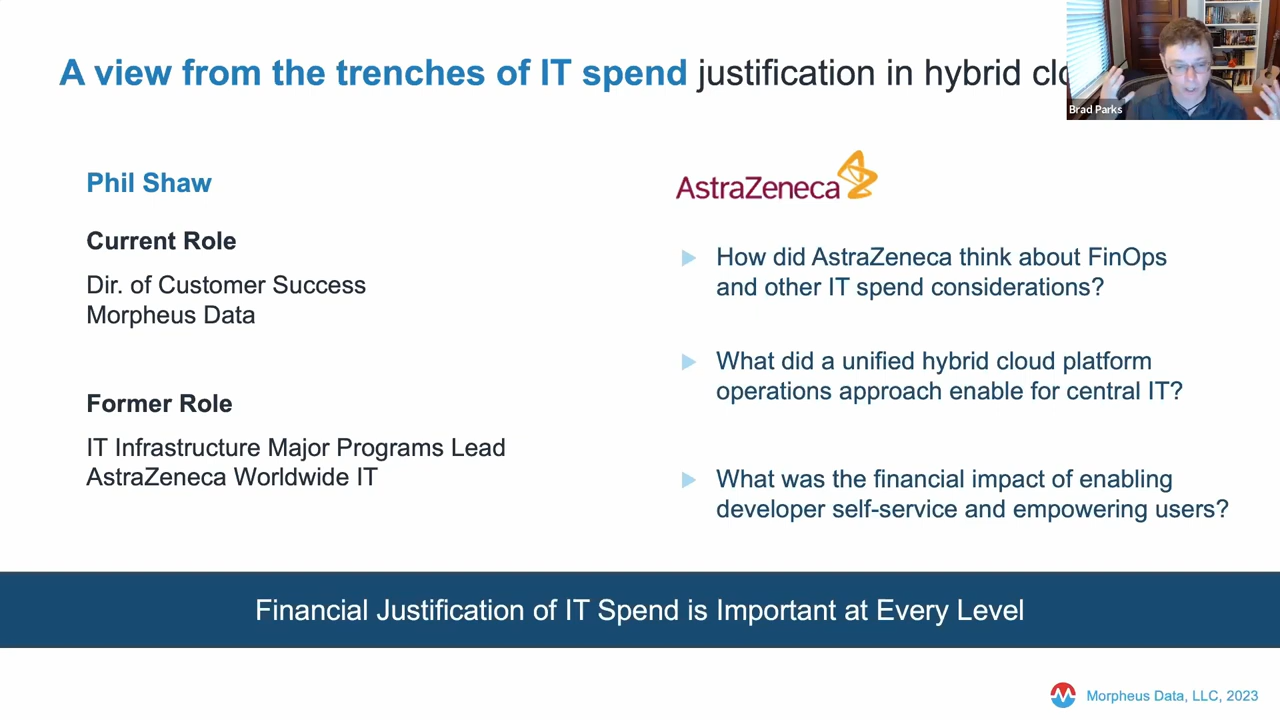 A view from the trenches of IT spend justification in hybrid
Brad Parks
Phil Shaw
Current Role
Dir. of Customer Success
Morpheus Data
Former Role
IT Infrastructure Major Programs Lead
AstraZeneca Worldwide IT
AstraZeneca
How did AstraZeneca think about FinOps
and other IT spend considerations?
What did a unified hybrid cloud platform
operations approach enable for central IT?
What was the financial impact of enabling
developer self-service and empowering users?
Financial Justification of IT Spend is Important at Every Level
Morpheus Data, LLC, 2023